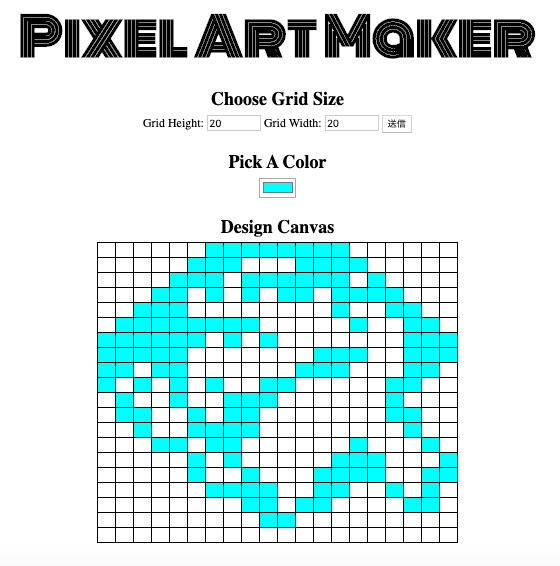 Pixel Art Maker
Choose Grid Size
Grid Height: 20 Grid Width: 20 送信
Pick A Color
Design Canvas